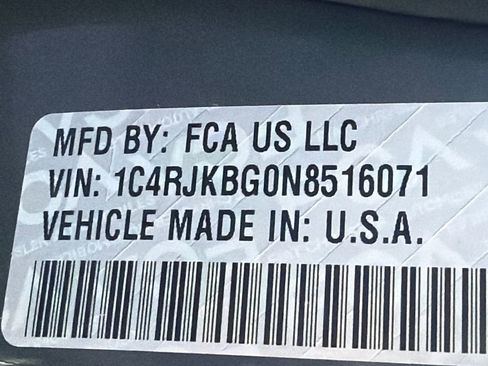 MFD BY: FCA US LLC
VIN: 1C4RJKBG0N8516071
VEHICLE MADE IN: U.S.A.